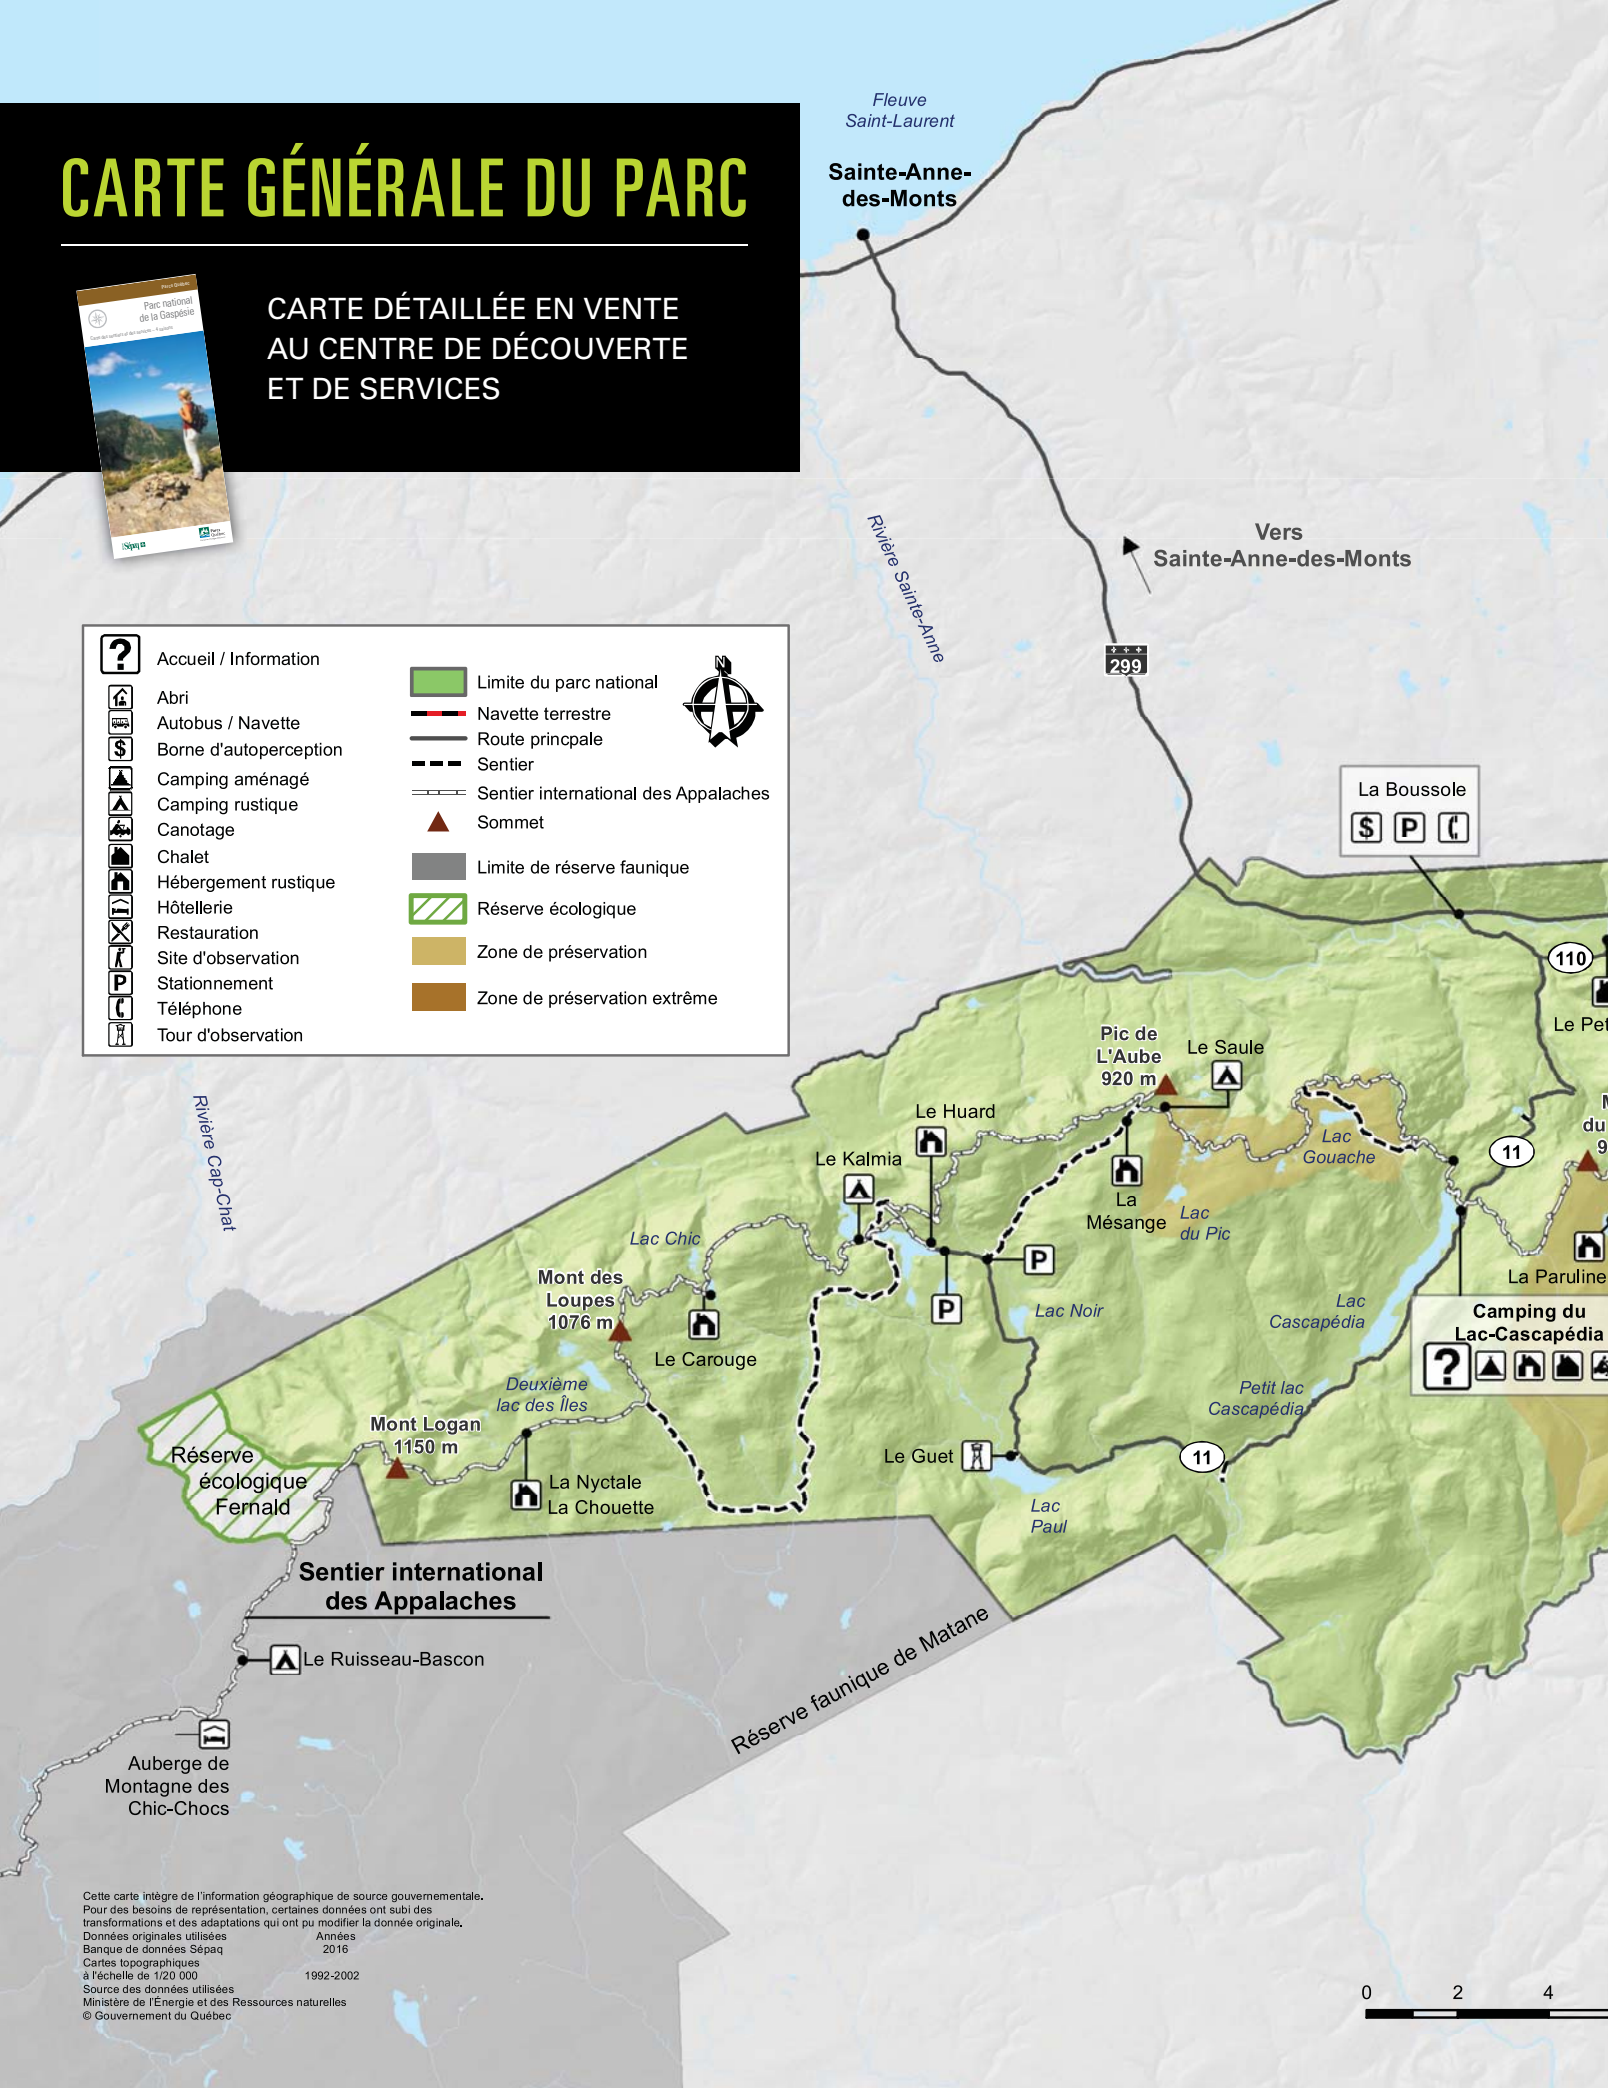 CARTE GÉNÉRALE DU PARC
Parcs Québec
Parc national
de la Gaspésie
CARTE DÉTAILLÉE EN VENTE
AU CENTRE DE DÉCOUVERTE
ET DE SERVICES
Sépaq
Parcs
Québec
Fleuve
Saint-Laurent
Sainte-Anne-
des-Monts
Rivière Sainte-Anne
Vers
Sainte-Anne-des-Monts
299
?
Accueil / Information
Abri
Autobus / Navette
$
Borne d'autoperception
Camping aménagé
Camping rustique
Canotage
Chalet
Hébergement rustique
Hôtellerie
Restauration
Site d'observation
P
Stationnement
Téléphone
Tour d'observation
Limite du parc national
Navette terrestre
Route princpale
Sentier
Sentier international des Appalaches
Sommet
Limite de réserve faunique
Réserve écologique
Zone de préservation
Zone de préservation extrême
N
La Boussole
$ P
110
Le Pet
Rivière Cap-Chat
Pic de
L'Aube
920 m
Le Saule
Le Huard
Le Kalmia
Lac
Gouache
11
M
du
9
La
Mésange
Lac
du Pic
Lac Chic
Mont des
Loupes
1076 m
Le Carouge
P
P
Lac Noir
Lac
Cascapédia
La Paruline
Camping du
Lac-Cascapédia
?
Deuxième
lac des Îles
Petit lac
Cascapédia
Mont Logan
1150 m
Réserve
écologique
Fernald
La Nyctale
La Chouette
Le Guet
11
Lac
Paul
Sentier international
des Appalaches
Le Ruisseau-Bascon
Réserve faunique de Matane
Auberge de
Montagne des
Chic-Chocs
Cette carte intègre de l'information géographique de source gouvernementale.
Pour des besoins de représentation, certaines données ont subi des
transformations et des adaptations qui ont pu modifier la donnée originale.
Données originales utilisées Années
Banque de données Sépaq 2016
Cartes topographiques
à l'échelle de 1/20 000 1992-2002
Source des données utilisées
Ministère de l'Énergie et des Ressources naturelles
© Gouvernement du Québec
0 2 4